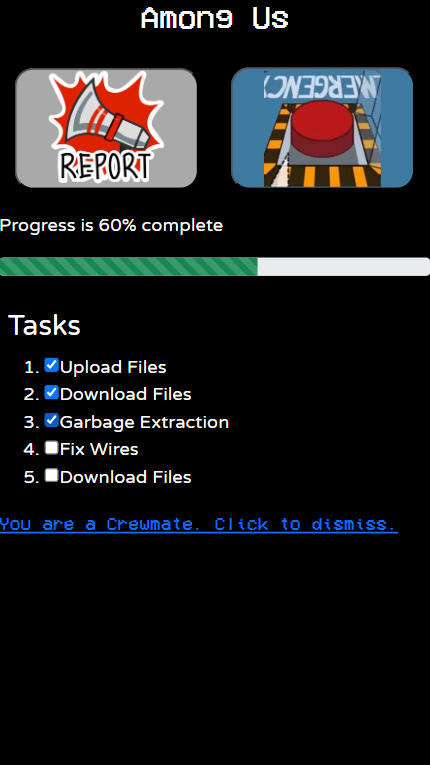 Among Us
REPORT
EMERGENCY
Progress is 60% complete
Tasks
1. Upload Files
2. Download Files
3. Garbage Extraction
4. Fix Wires
5. Download Files
You are a Crewmate. Click to dismiss.